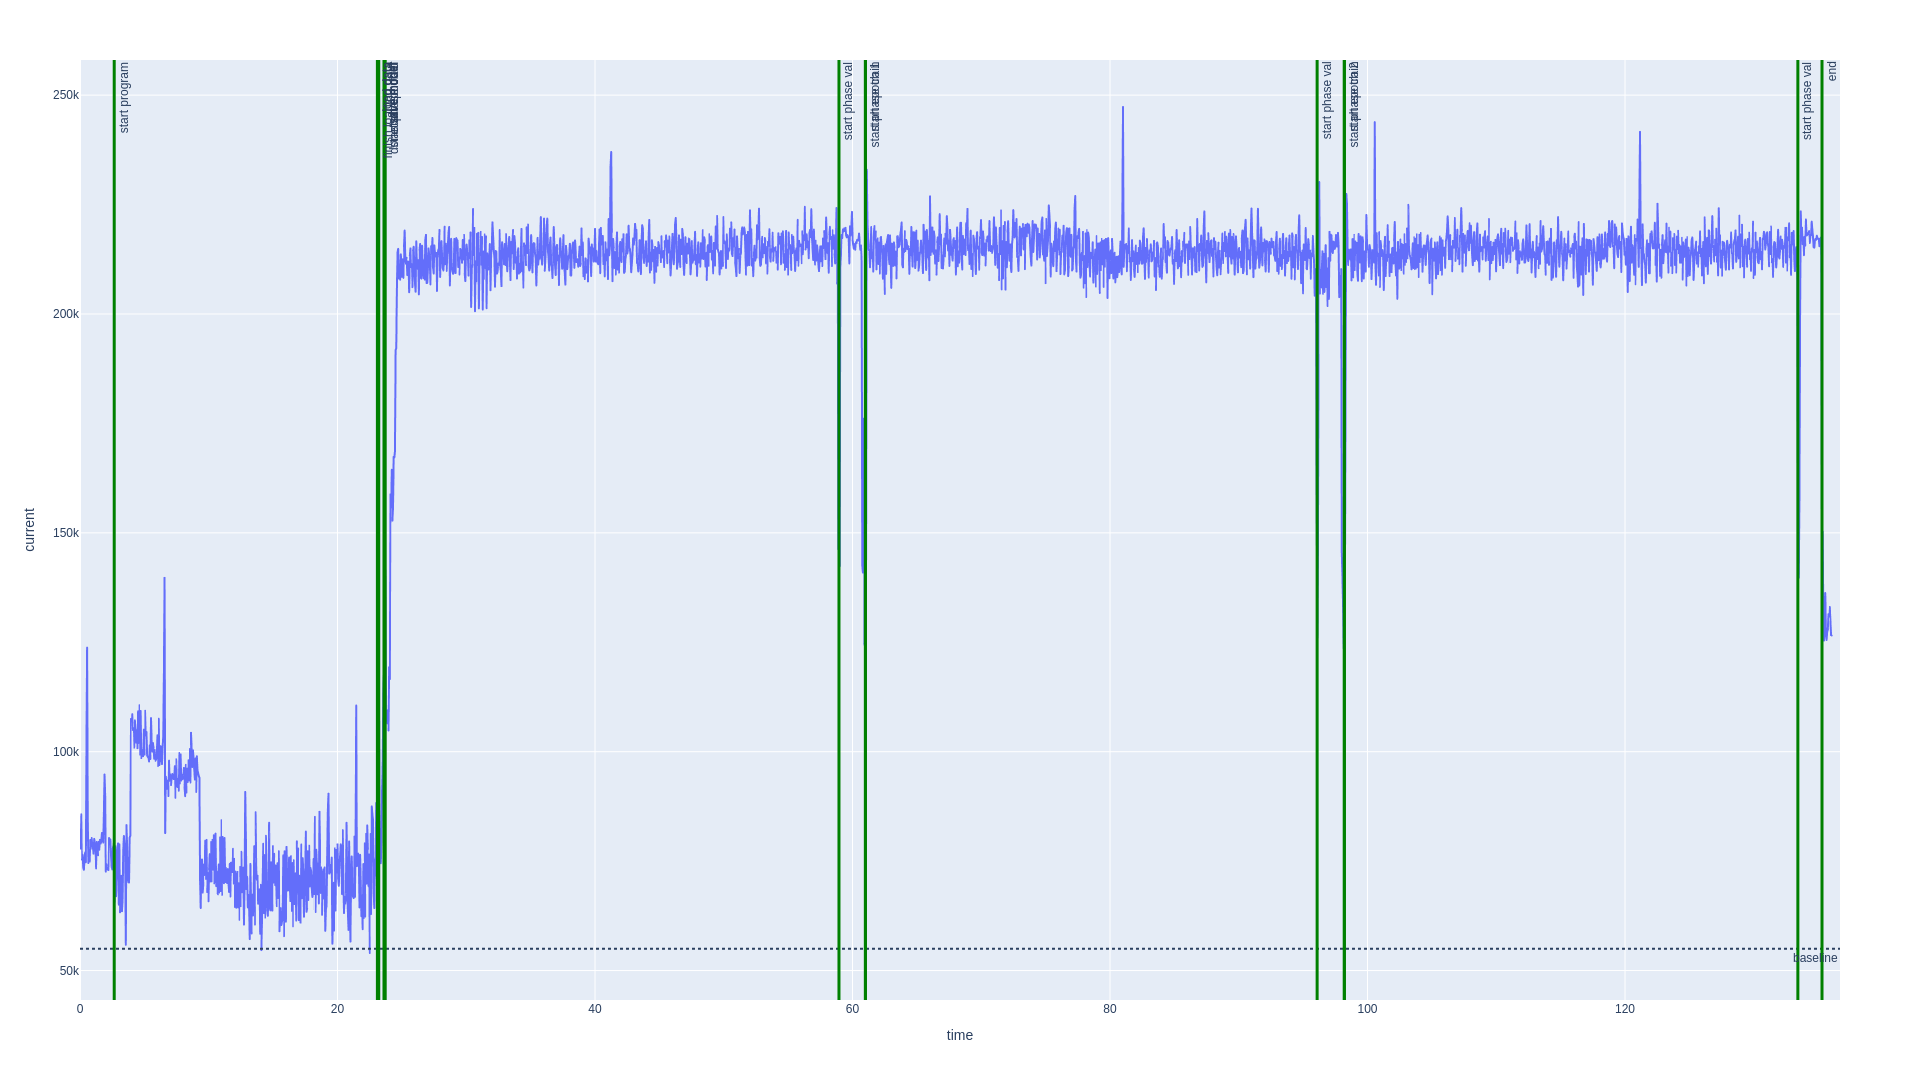 250k
200k
150k
100k
50k
current
0
20
40
60
80
100
120
time
start program
start phase val
start phase val
start phase val
end
baseline